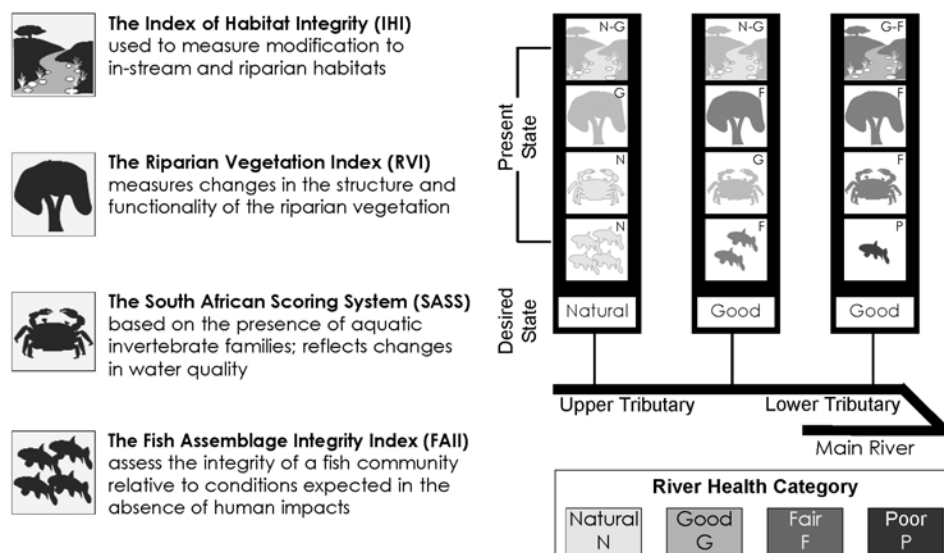 The Index of Habitat Integrity (IHI)
used to measure modification to
in-stream and riparian habitats
The Riparian Vegetation Index (RVI)
measures changes in the structure and
functionality of the riparian vegetation
The South African Scoring System (SASS)
based on the presence of aquatic
invertebrate families; reflects changes
in water quality
The Fish Assemblage Integrity Index (FAII)
assess the integrity of a fish community
relative to conditions expected in the
absence of human impacts
Present
State
Desired
State
N-G
G
N
N
Natural
N-G
F
G
F
Good
G-F
F
F
P
Good
Upper Tributary
Lower Tributary
Main River
River Health Category
Natural
N
Good
G
Fair
F
Poor
P